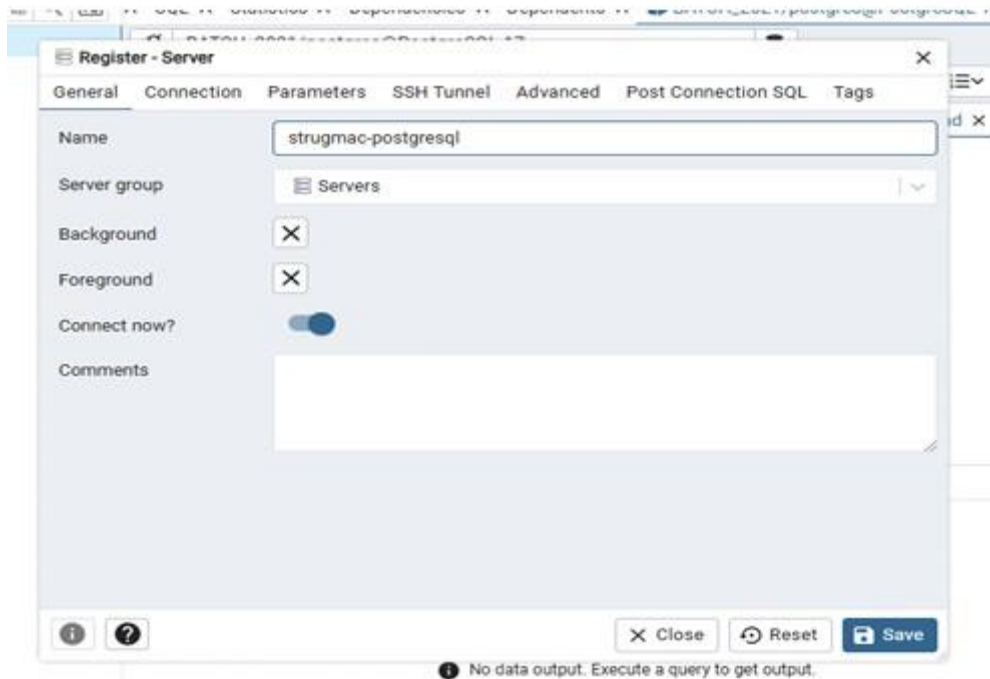 Register - Server
General Connection Parameters SSH Tunnel Advanced Post Connection SQL Tags
Name strugmac-postgresql
Server group Servers
Background
Foreground
Connect now?
Comments
Close Reset Save
No data output. Execute a query to get output.